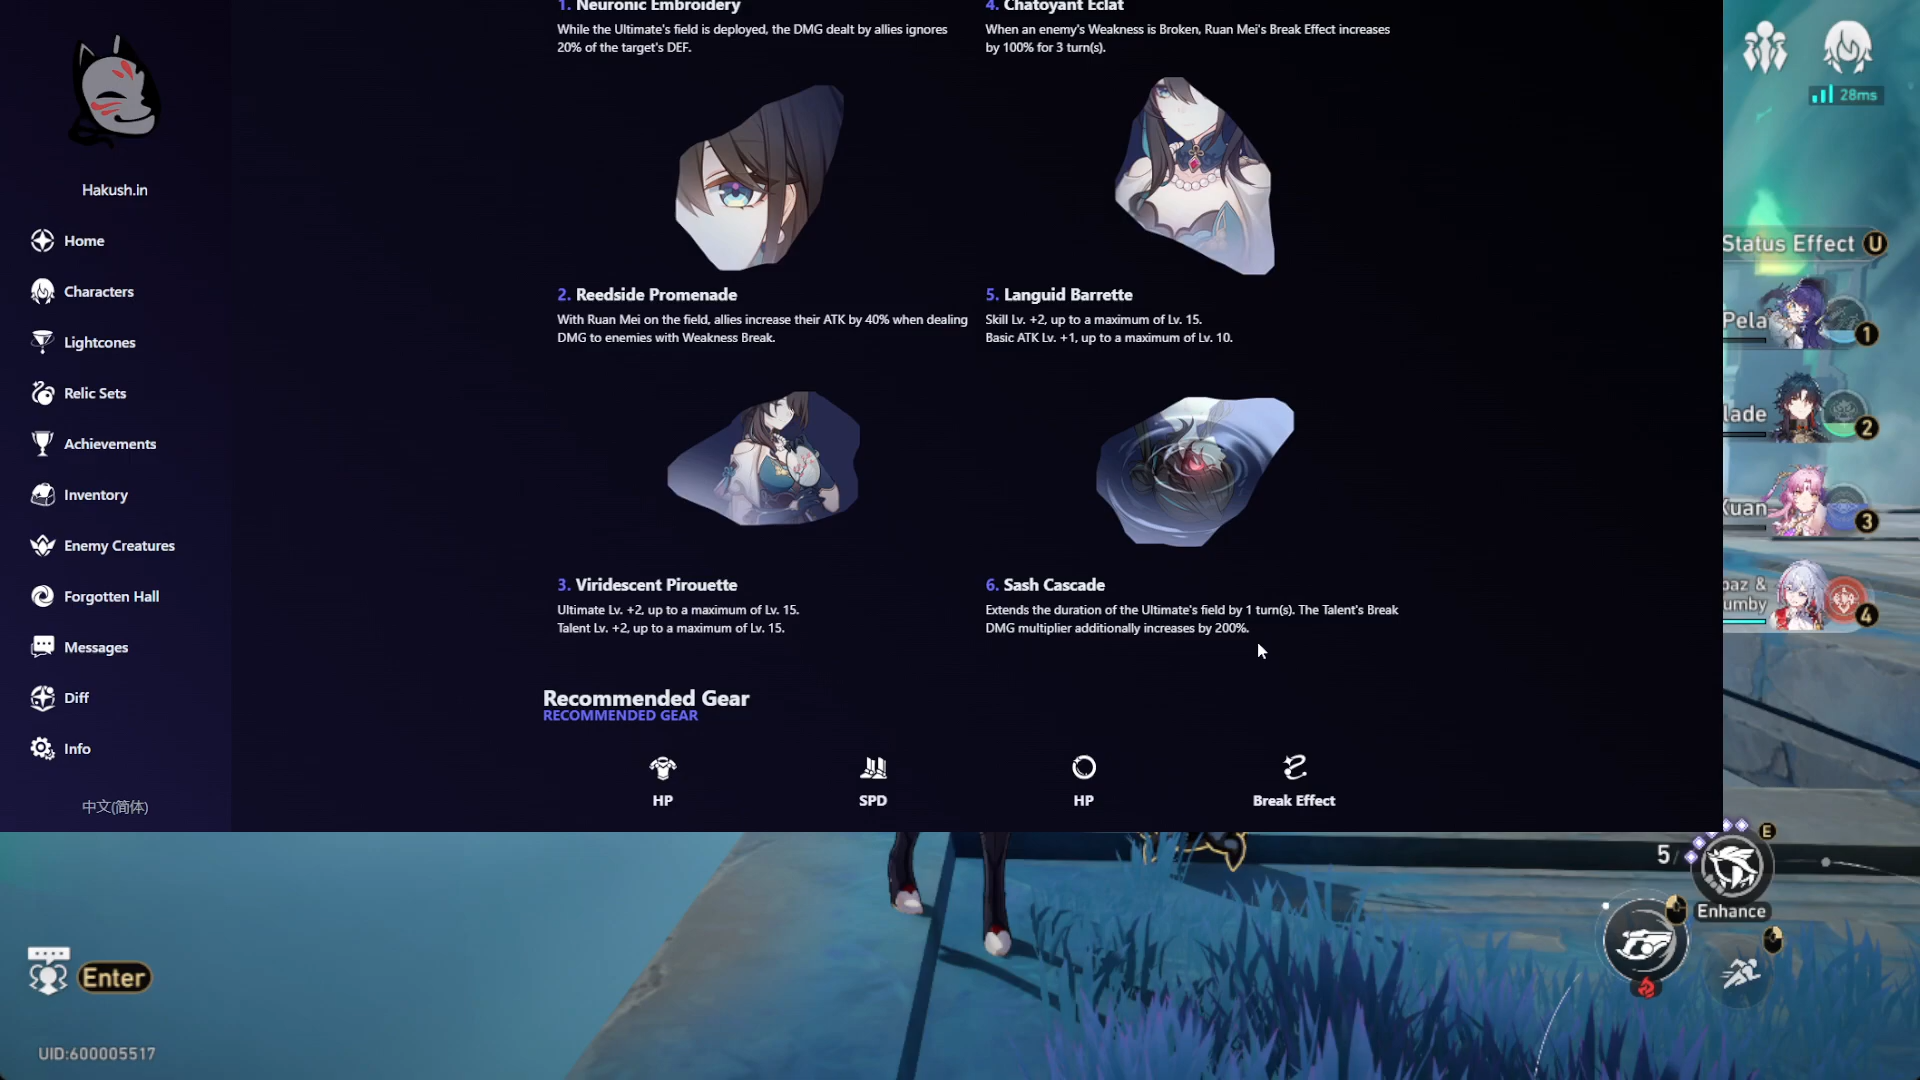 Hakush.in
Home
Characters
Lightcones
Relic Sets
Achievements
Inventory
Enemy Creatures
Forgotten Hall
Messages
Diff
Info
中文(简体)
1. Neuronic Embroidery
While the Ultimate's field is deployed, the DMG dealt by allies ignores
20% of the target's DEF.
4. Chatoyant Éclat
When an enemy's Weakness is Broken, Ruan Mei's Break Effect increases
by 100% for 3 turn(s).
2. Reedside Promenade
With Ruan Mei on the field, allies increase their ATK by 40% when dealing
DMG to enemies with Weakness Break.
5. Languid Barrette
Skill Lv. +2, up to a maximum of Lv. 15.
Basic ATK Lv. +1, up to a maximum of Lv. 10.
3. Viridescent Pirouette
Ultimate Lv. +2, up to a maximum of Lv. 15.
Talent Lv. +2, up to a maximum of Lv. 15.
6. Sash Cascade
Extends the duration of the Ultimate's field by 1 turn(s). The Talent's Break
DMG multiplier additionally increases by 200%.
Recommended Gear
RECOMMENDED GEAR
HP
SPD
HP
Break Effect
28ms
Status Effect U
Pela 1
lade 2
Xuan 3
paz &
umby 4
5/
E
Enhance
Enter
UID:600005517